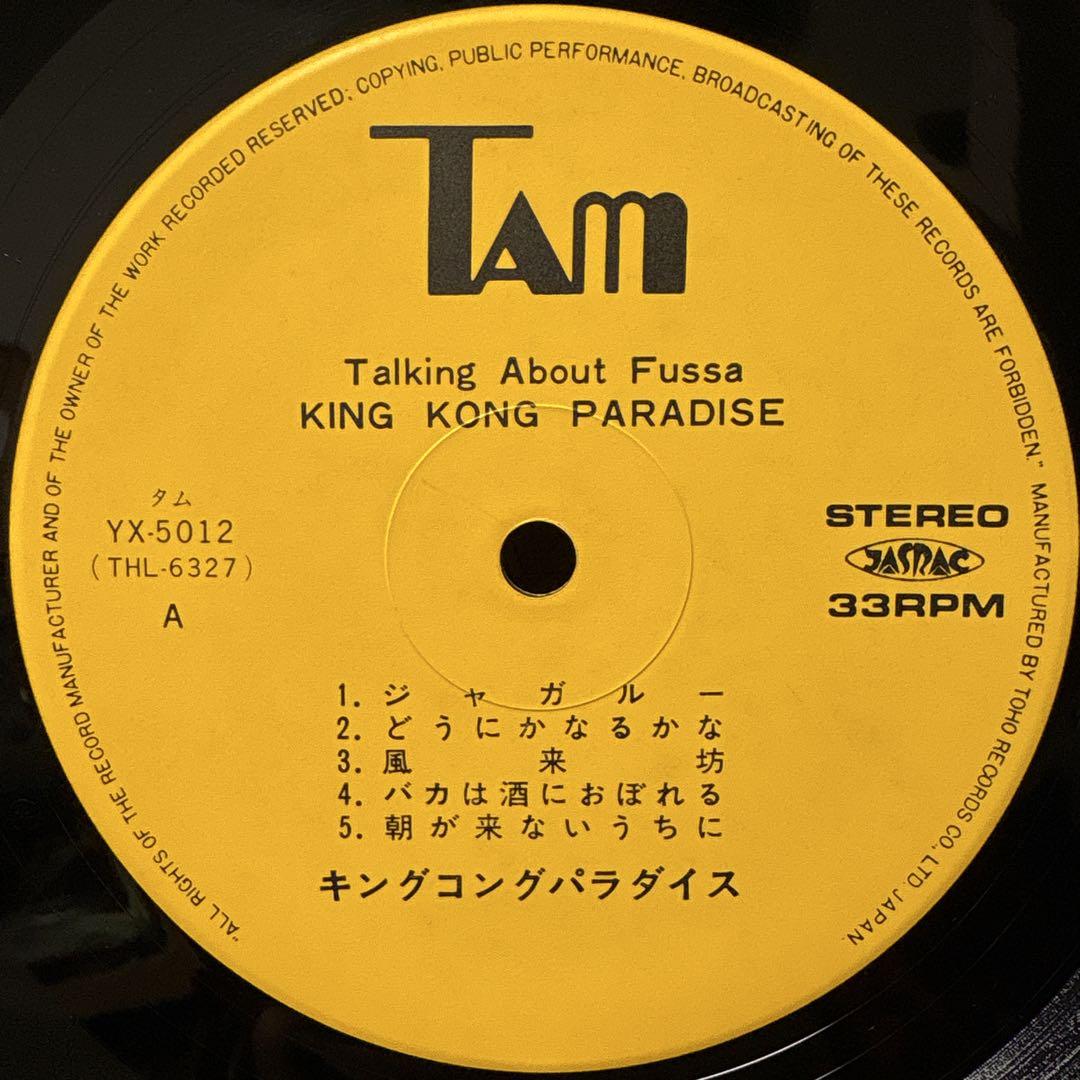 "ALL RIGHTS OF THE RECORD MANUFACTURER AND OF THE OWNER OF THE WORK RECORDED RESERVED; COPYING, PUBLIC PERFORMANCE, BROADCASTING OF THESE RECORDS ARE FORBIDDEN." MANUFACTURED BY TOHO RECORDS CO., LTD. JAPAN.
TAM
Talking About Fussa
KING KONG PARADISE
タム
YX-5012
(THL-6327)
A
STEREO
JASRAC
33RPM
1. ジャガルー
2. どうにかなるかな
3. 風来坊
4. バカは酒におぼれる
5. 朝が来ないうちに
キングコングパラダイス